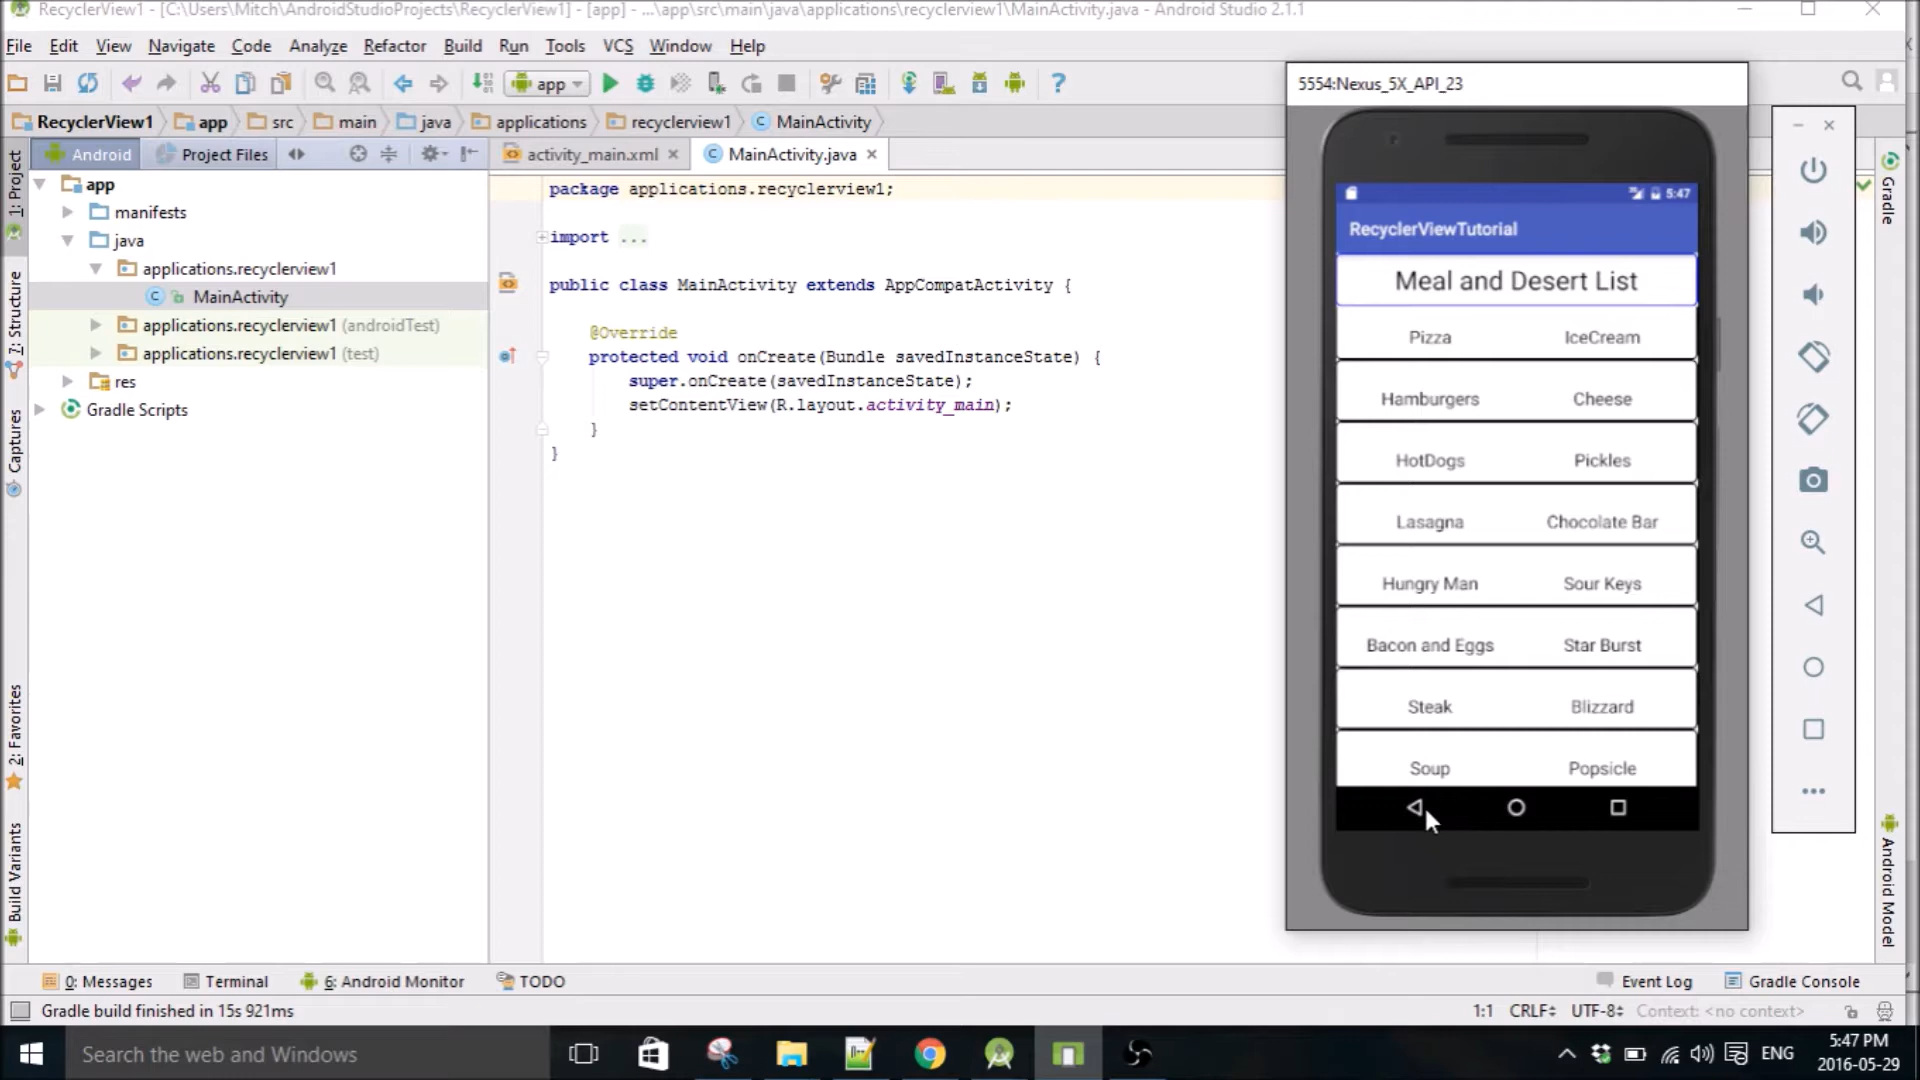 RecyclerView1 - [C:\Users\Mitch\AndroidStudioProjects\RecyclerView1] - [app] - ...\app\src\main\java\applications\recyclerview1\MainActivity.java - Android Studio 2.1.1
File Edit View Navigate Code Analyze Refactor Build Run Tools VCS Window Help
app
RecyclerView1 app src main java applications recyclerview1 MainActivity
Android Project Files activity_main.xml MainActivity.java
1: Project
7: Structure
Captures
2: Favorites
Build Variants
app
manifests
java
applications.recyclerview1
MainActivity
applications.recyclerview1 (androidTest)
applications.recyclerview1 (test)
res
Gradle Scripts
package applications.recyclerview1;
import ...
public class MainActivity extends AppCompatActivity {
@Override
protected void onCreate(Bundle savedInstanceState) {
super.onCreate(savedInstanceState);
setContentView(R.layout.activity_main);
}
}
5554:Nexus_5X_API_23
5:47
RecyclerViewTutorial
Meal and Desert List
Pizza IceCream
Hamburgers Cheese
HotDogs Pickles
Lasagna Chocolate Bar
Hungry Man Sour Keys
Bacon and Eggs Star Burst
Steak Blizzard
Soup Popsicle
Gradle
Android Model
0: Messages Terminal 6: Android Monitor TODO Event Log Gradle Console
Gradle build finished in 15s 921ms 1:1 CRLF UTF-8 Context: <no context>
Search the web and Windows
ENG
5:47 PM
2016-05-29